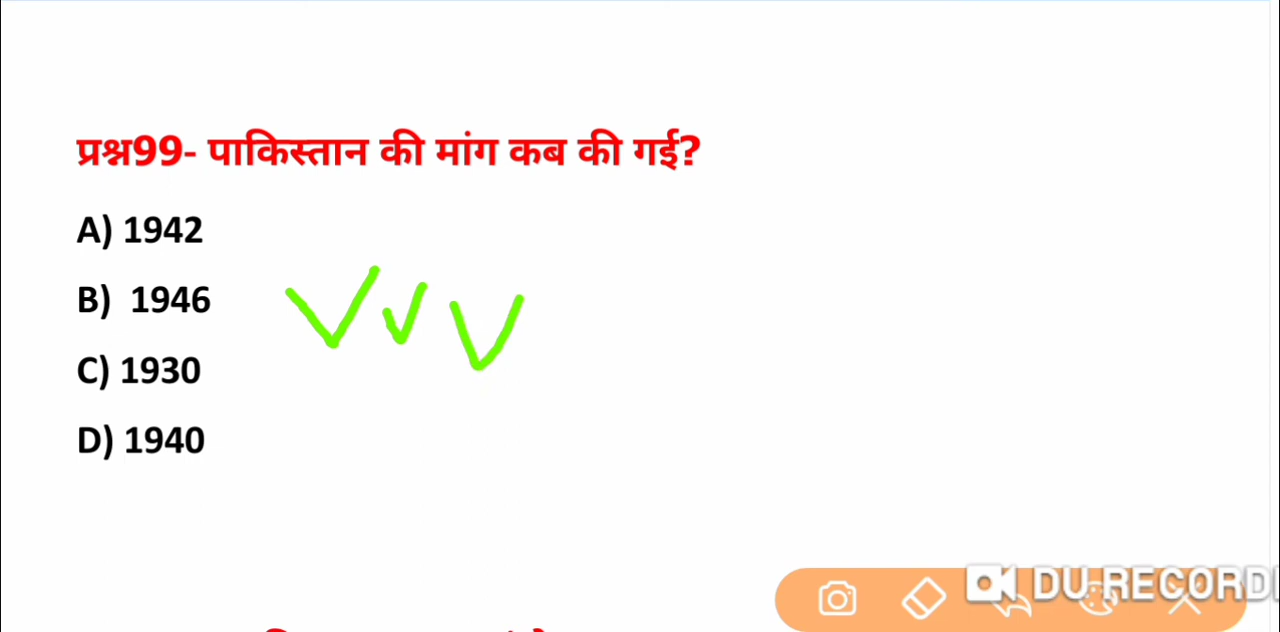 प्रश्न99- पाकिस्तान की मांग कब की गई?
A) 1942
B) 1946
C) 1930
D) 1940
DU RECORD